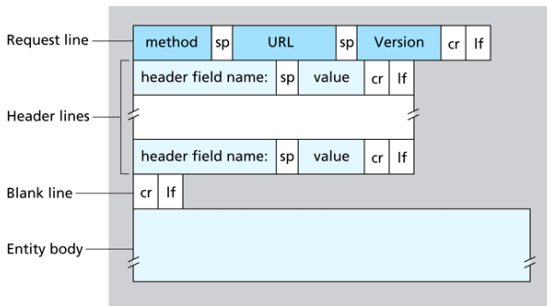 Request line method sp URL sp Version cr lf
header field name: sp value cr lf
Header lines
header field name: sp value cr lf
Blank line cr lf
Entity body